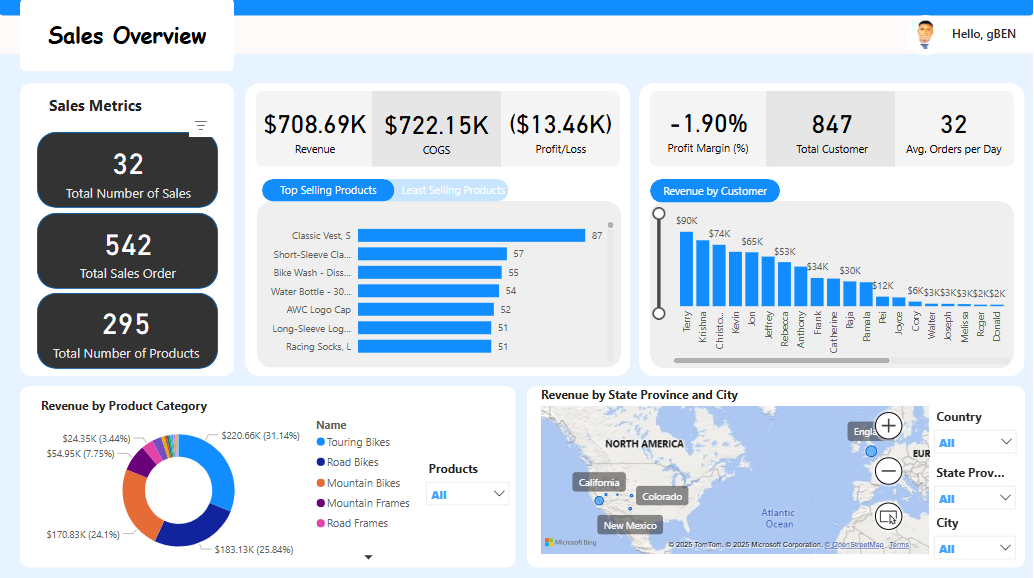 Sales Overview
Hello, gBEN
Sales Metrics
32
Total Number of Sales
542
Total Sales Order
295
Total Number of Products
$708.69K
Revenue
$722.15K
COGS
($13.46K)
Profit/Loss
Top Selling Products
Least Selling Products
Classic Vest, S 87
Short-Sleeve Cla... 57
Bike Wash - Diss... 55
Water Bottle - 30... 54
AWC Logo Cap 52
Long-Sleeve Log... 51
Racing Socks, L 51
-1.90%
Profit Margin (%)
847
Total Customer
32
Avg. Orders per Day
Revenue by Customer
$90K $74K $65K $53K $34K $30K $12K $6K $3K $3K $3K $2K $2K
Terry Krishna Christo... Kevin Jon Jeffrey Rebecca Anthony Frank Catherine Raja Pamala Pei Joyce Cory Walter Joseph Melissa Roger Donald
Revenue by Product Category
$220.66K (31.14%)
$183.13K (25.84%)
$170.83K (24.1%)
$54.95K (7.75%)
$24.35K (3.44%)
Name
Touring Bikes
Road Bikes
Mountain Bikes
Mountain Frames
Road Frames
Products
All
Revenue by State Province and City
NORTH AMERICA
California
Colorado
New Mexico
Engla
EUR
Atlantic
Ocean
Microsoft Bing
© 2025 TomTom, © 2025 Microsoft Corporation, © OpenStreetMap Terms
Country
All
State Prov...
All
City
All